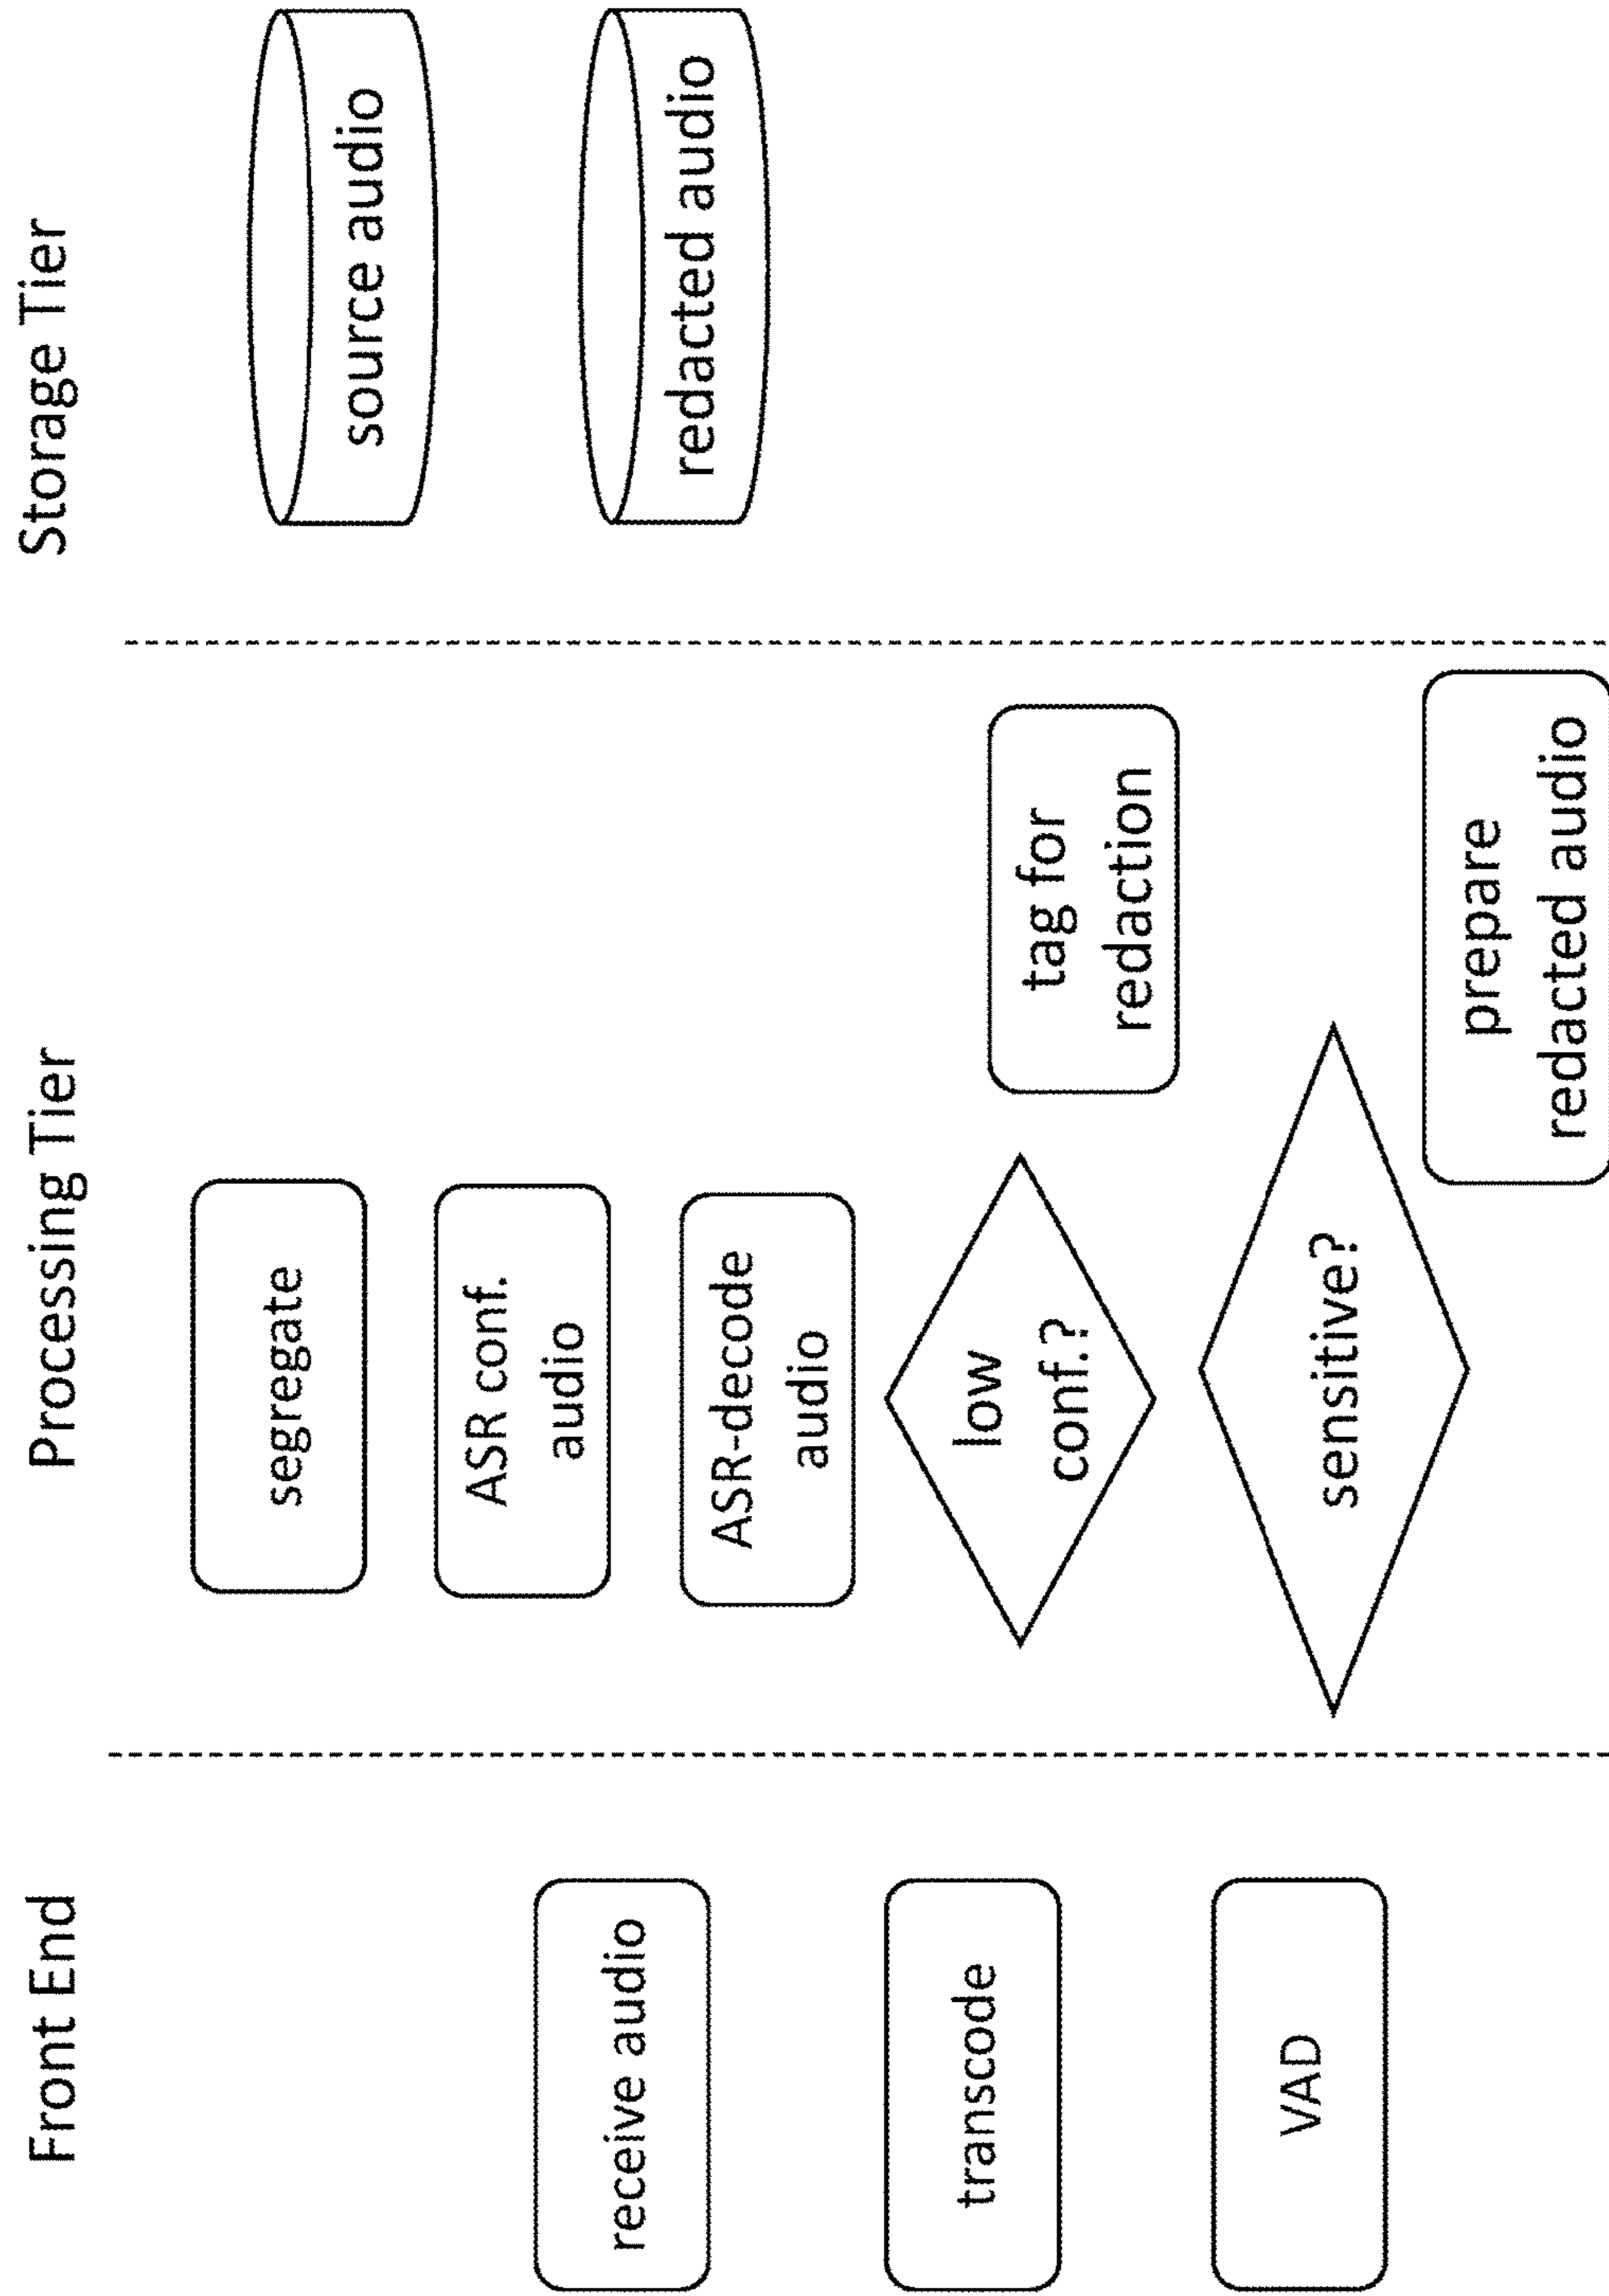 Front End
receive audio
transcode
VAD
Processing Tier
segregate
ASR conf.
audio
ASR-decode
audio
low
conf.?
tag for
redaction
sensitive?
prepare
redacted audio
Storage Tier
source audio
redacted audio